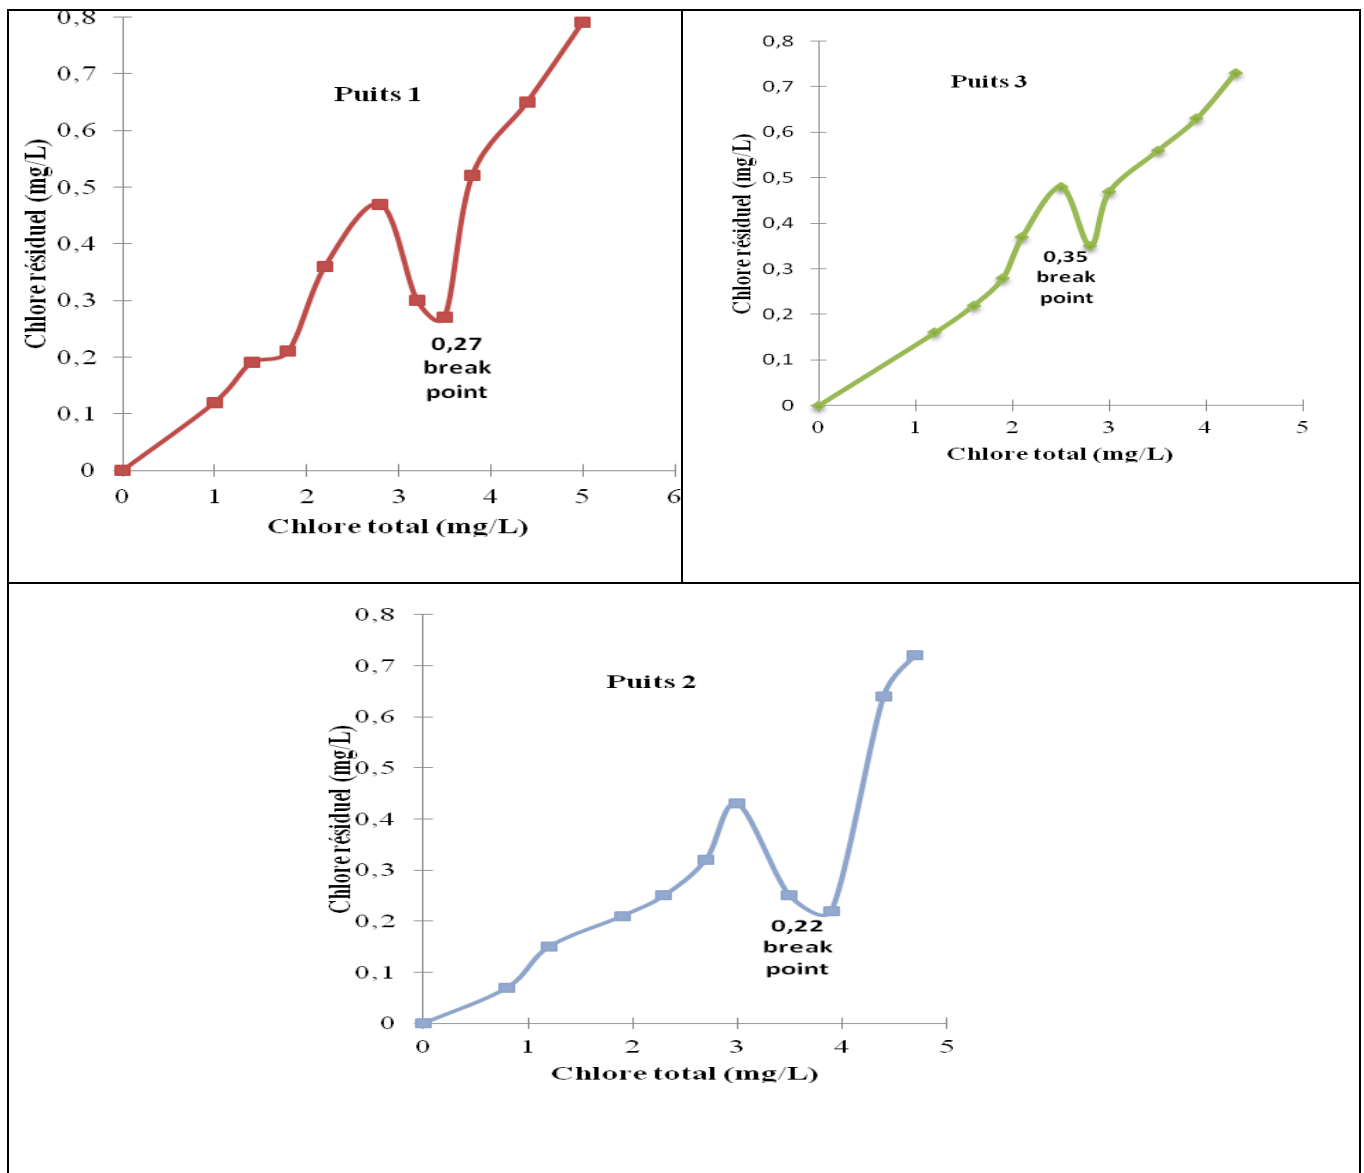 Puits 1
Chlore résiduel (mg/L)
0,8
0,7
0,6
0,5
0,4
0,3
0,2
0,1
0
0,27
break
point
0 1 2 3 4 5 6
Chlore total (mg/L)
Puits 3
Chlore résiduel (mg/L)
0,8
0,7
0,6
0,5
0,4
0,3
0,2
0,1
0
0,35
break
point
0 1 2 3 4 5
Chlore total (mg/L)
Puits 2
Chlore résiduel (mg/L)
0,8
0,7
0,6
0,5
0,4
0,3
0,2
0,1
0
0,22
break
point
0 1 2 3 4 5
Chlore total (mg/L)